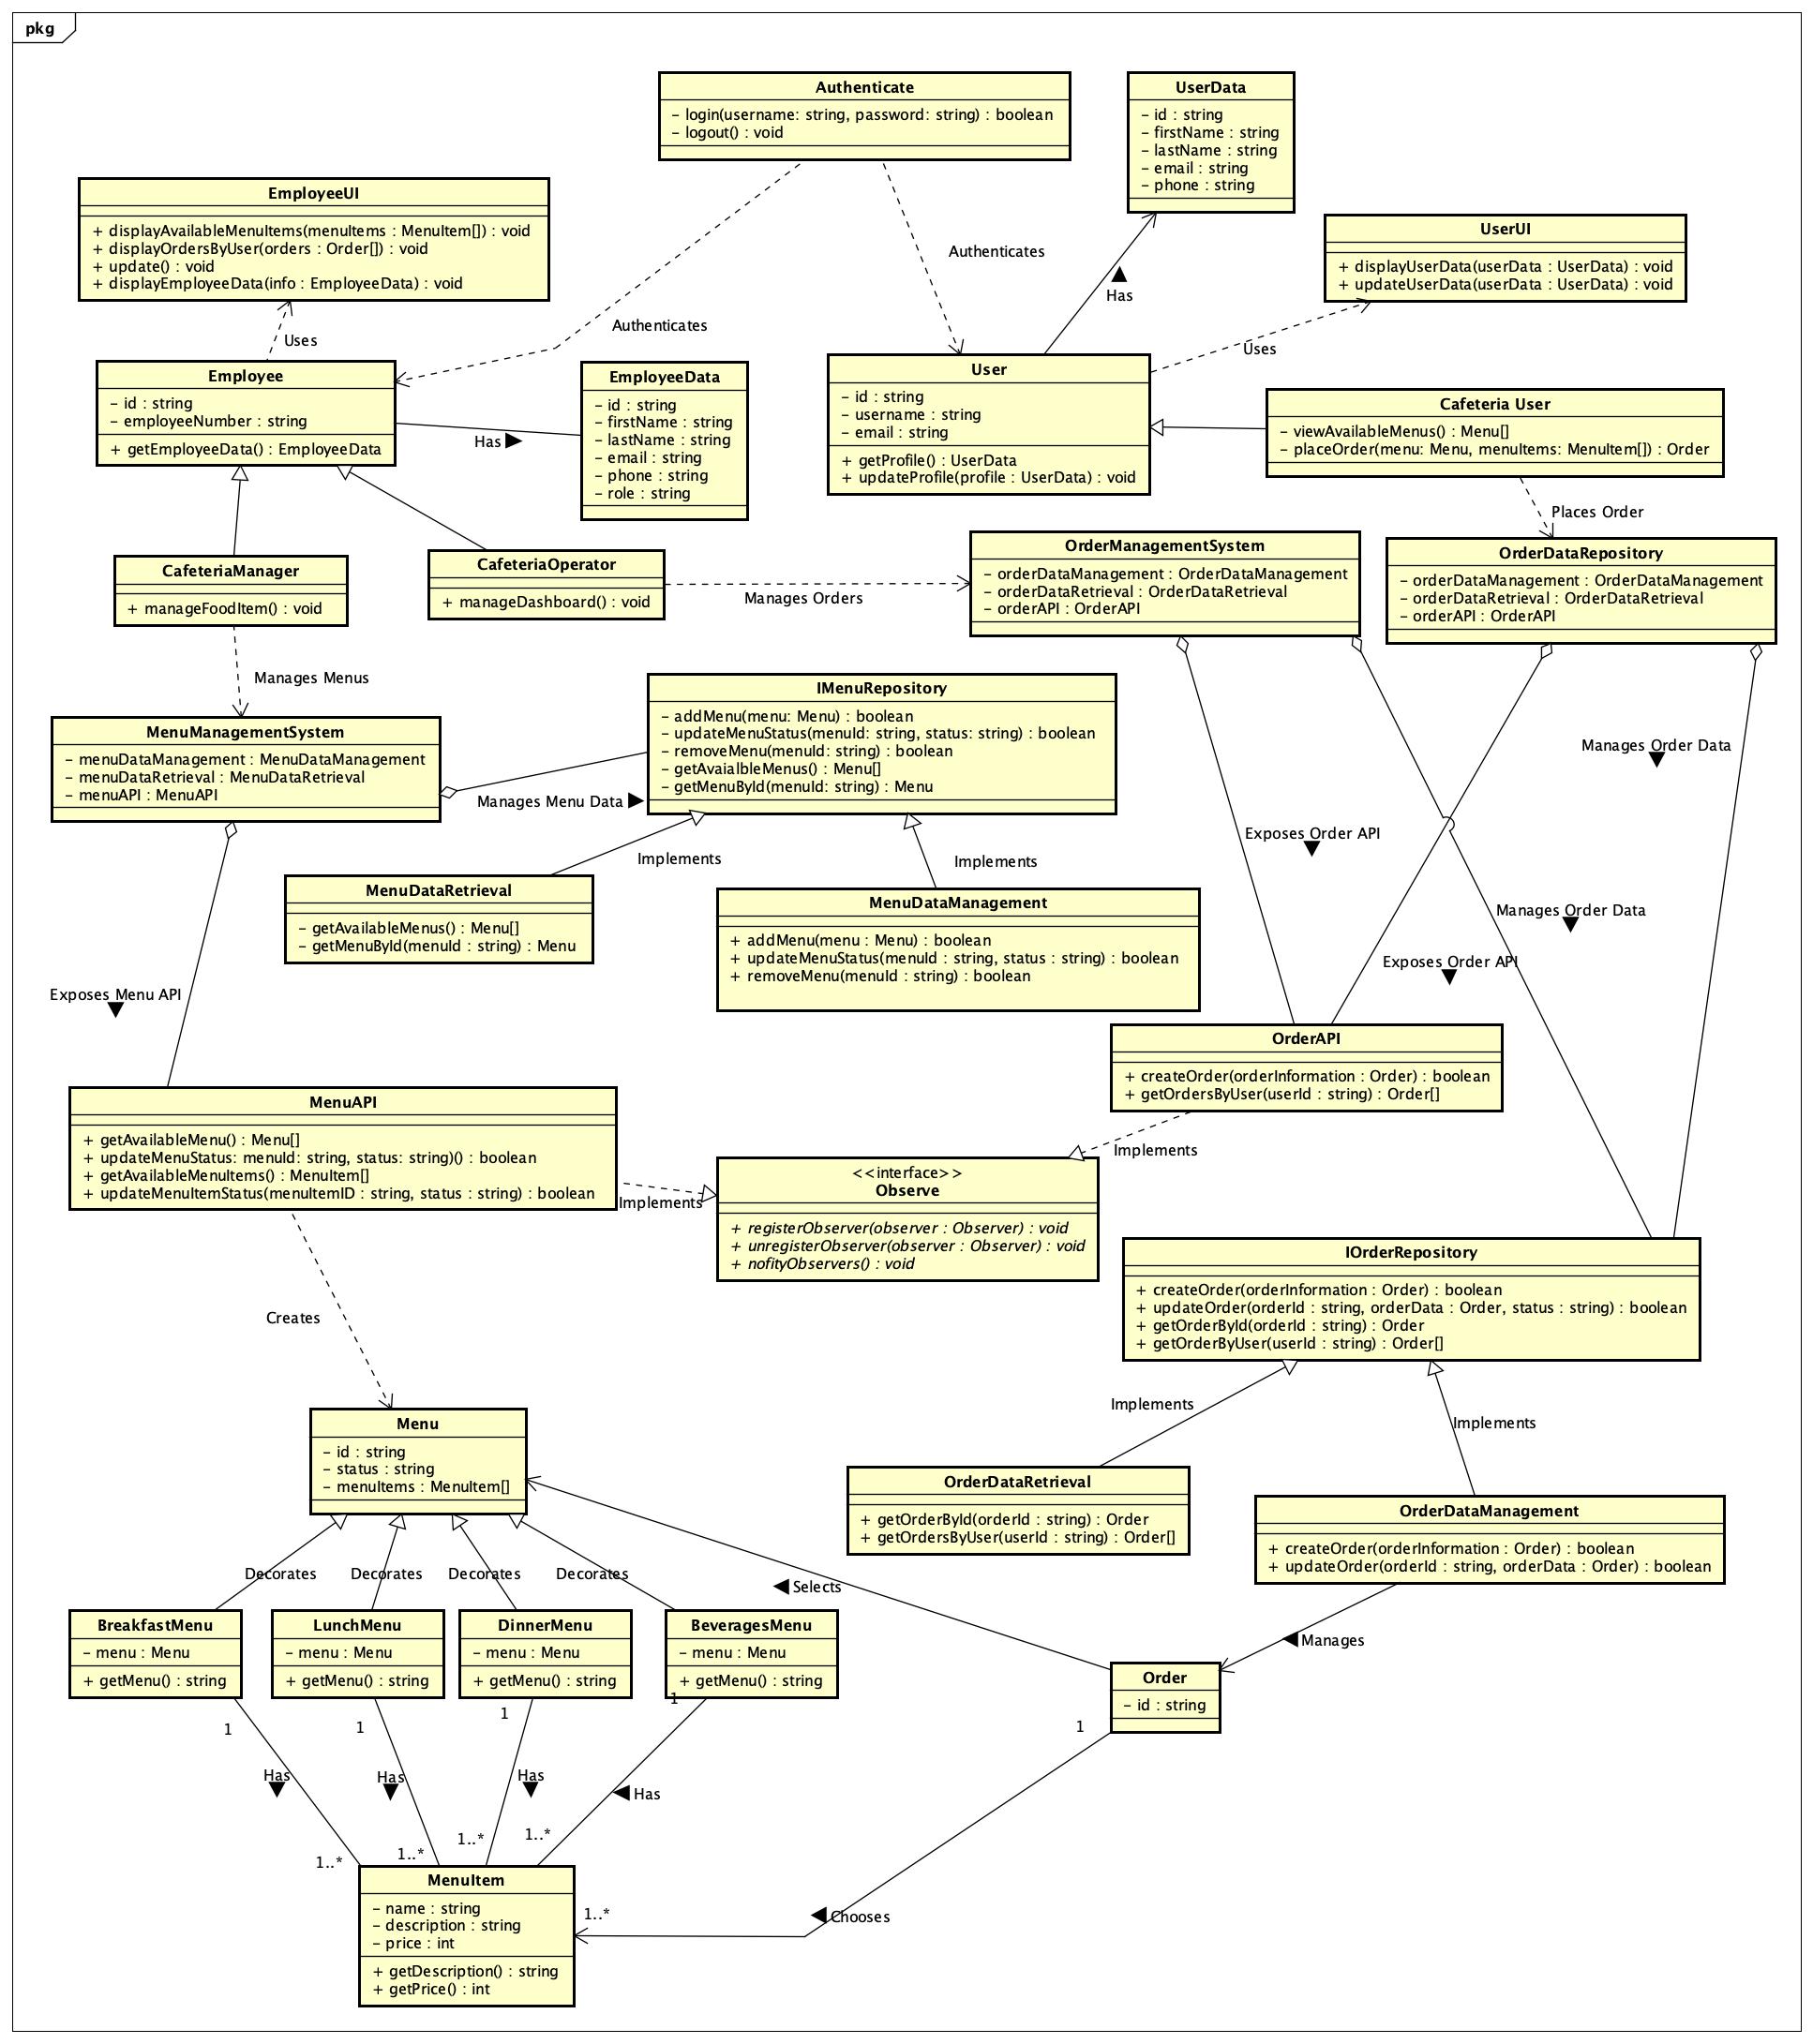 pkg
Authenticate
– login(username: string, password: string) : boolean
– logout() : void
UserData
– id : string
– firstName : string
– lastName : string
– email : string
– phone : string
EmployeeUI
+ displayAvailableMenuItems(menuItems : MenuItem[]) : void
+ displayOrdersByUser(orders : Order[]) : void
+ update() : void
+ displayEmployeeData(info : EmployeeData) : void
UserUI
+ displayUserData(userData : UserData) : void
+ updateUserData(userData : UserData) : void
Authenticates
Has
Authenticates
Uses
Uses
Employee
– id : string
– employeeNumber : string
+ getEmployeeData() : EmployeeData
Has
EmployeeData
– id : string
– firstName : string
– lastName : string
– email : string
– phone : string
– role : string
User
– id : string
– username : string
– email : string
+ getProfile() : UserData
+ updateProfile(profile : UserData) : void
Cafeteria User
– viewAvailableMenus() : Menu[]
– placeOrder(menu: Menu, menuItems: MenuItem[]) : Order
Places Order
CafeteriaManager
+ manageFoodItem() : void
CafeteriaOperator
+ manageDashboard() : void
Manages Orders
OrderManagementSystem
– orderDataManagement : OrderDataManagement
– orderDataRetrieval : OrderDataRetrieval
– orderAPI : OrderAPI
OrderDataRepository
– orderDataManagement : OrderDataManagement
– orderDataRetrieval : OrderDataRetrieval
– orderAPI : OrderAPI
Manages Menus
MenuManagementSystem
– menuDataManagement : MenuDataManagement
– menuDataRetrieval : MenuDataRetrieval
– menuAPI : MenuAPI
Manages Menu Data
IMenuRepository
– addMenu(menu: Menu) : boolean
– updateMenuStatus(menuId: string, status: string) : boolean
– removeMenu(menuId: string) : boolean
– getAvaialbleMenus() : Menu[]
– getMenuById(menuId: string) : Menu
Manages Order Data
Exposes Order API
Implements
Implements
MenuDataRetrieval
– getAvailableMenus() : Menu[]
– getMenuById(menuId : string) : Menu
MenuDataManagement
+ addMenu(menu : Menu) : boolean
+ updateMenuStatus(menuId : string, status : string) : boolean
+ removeMenu(menuId : string) : boolean
Manages Order Data
Exposes Order API
Exposes Menu API
OrderAPI
+ createOrder(orderInformation : Order) : boolean
+ getOrdersByUser(userId : string) : Order[]
MenuAPI
+ getAvailableMenu() : Menu[]
+ updateMenuStatus: menuId: string, status: string)() : boolean
+ getAvailableMenuItems() : MenuItem[]
+ updateMenuItemStatus(menuItemID : string, status : string) : boolean
Implements
Implements
<<interface>>
Observe
+ registerObserver(observer : Observer) : void
+ unregisterObserver(observer : Observer) : void
+ nofityObservers() : void
IOrderRepository
+ createOrder(orderInformation : Order) : boolean
+ updateOrder(orderId : string, orderData : Order, status : string) : boolean
+ getOrderById(orderId : string) : Order
+ getOrderByUser(userId : string) : Order[]
Creates
Implements
Implements
Menu
– id : string
– status : string
– menuItems : MenuItem[]
OrderDataRetrieval
+ getOrderById(orderId : string) : Order
+ getOrdersByUser(userId : string) : Order[]
OrderDataManagement
+ createOrder(orderInformation : Order) : boolean
+ updateOrder(orderId : string, orderData : Order) : boolean
Decorates
Decorates
Decorates
Decorates
Selects
Manages
BreakfastMenu
– menu : Menu
+ getMenu() : string
LunchMenu
– menu : Menu
+ getMenu() : string
DinnerMenu
– menu : Menu
+ getMenu() : string
BeveragesMenu
– menu : Menu
+ getMenu() : string
Order
– id : string
1
1
1
1
1
Has
Has
Has
Has
1..*
1..*
1..*
1..*
MenuItem
– name : string
– description : string
– price : int
+ getDescription() : string
+ getPrice() : int
1..*
Chooses